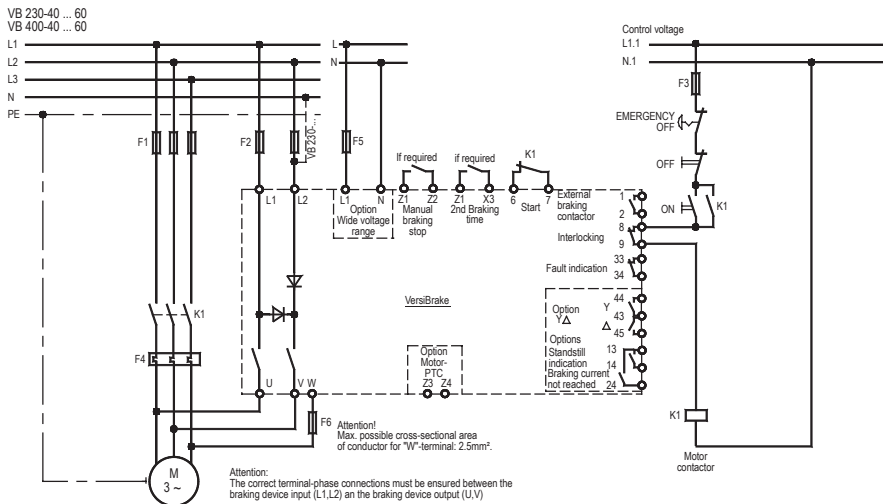 VB 230-40 ... 60
VB 400-40 ... 60
L1
L2
L3
N
PE
L
N
Control voltage
L1.1
N.1
F1
F2
VB 230-...
F5
F3
EMERGENCY
OFF
OFF
ON
K1
If required
if required
K1
L1
L2
L1
N
Z1
Z2
Z1
X3
6
7
Option
Wide voltage
range
Manual
braking
stop
2nd Braking
time
Start
External
braking
contactor
1
2
8
Interlocking
9
33
Fault indication
34
VersiBrake
Option
Y△
Y
△
44
43
45
Options
Standstill
indication
Braking current
not reached
13
14
24
K1
F4
Option
Motor-
PTC
Z3 Z4
U
V W
F6
Attention!
Max. possible cross-sectional area
of conductor for "W"-terminal: 2.5mm².
K1
Motor
contactor
M
3 ~
Attention:
The correct terminal-phase connections must be ensured between the
braking device input (L1,L2) an the braking device output (U,V)